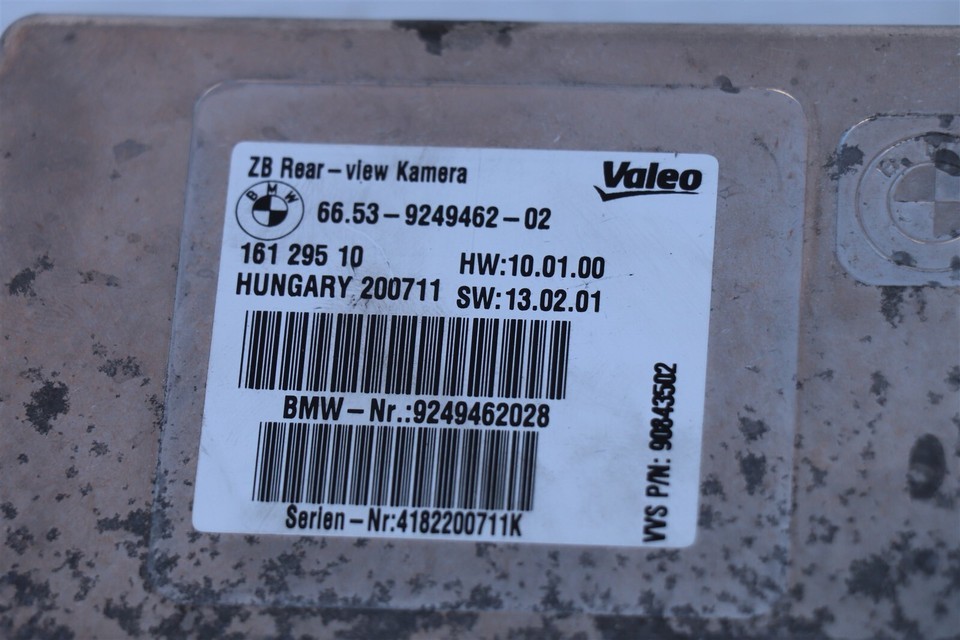 ZB Rear-view Kamera
Valeo
BMW
66.53-9249462-02
161 295 10
HW:10.01.00
HUNGARY 200711
SW:13.02.01
BMW-Nr.:9249462028
Serien-Nr:4182200711K
VVS P/N: 90843502